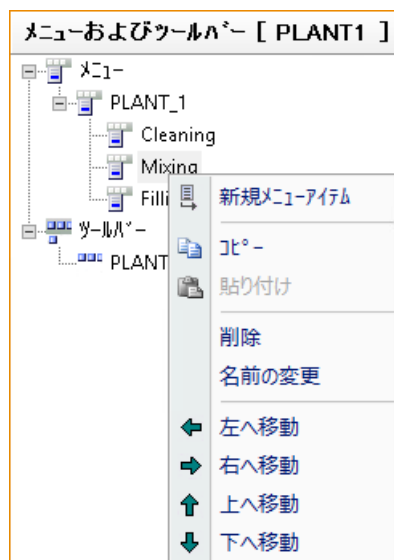 ﾒﾆｭｰおよびﾂｰﾙﾊﾞｰ [ PLANT1 ]
ﾒﾆｭｰ
PLANT_1
Cleaning
Mixing
Filli
ﾂｰﾙﾊﾞｰ
PLANT
新規ﾒﾆｭｰｱｲﾃﾑ
ｺﾋﾟｰ
貼り付け
削除
名前の変更
左へ移動
右へ移動
上へ移動
下へ移動